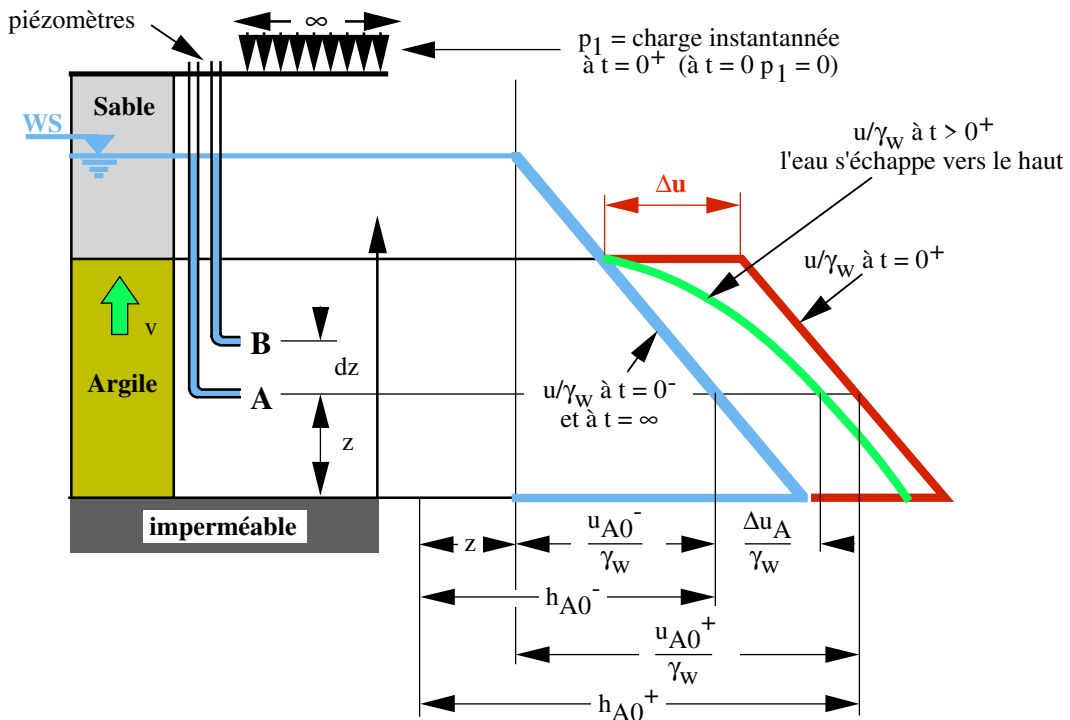 piézomètres
∞
p1 = charge instantannée
à t = 0+ (à t = 0 p1 = 0)
Sable
WS
u/γw à t > 0+
l'eau s'échappe vers le haut
Δu
u/γw à t = 0+
v
B
dz
Argile
A
u/γw à t = 0-
et à t = ∞
z
imperméable
z
uA0-
γw
ΔuA
γw
hA0-
uA0+
γw
hA0+